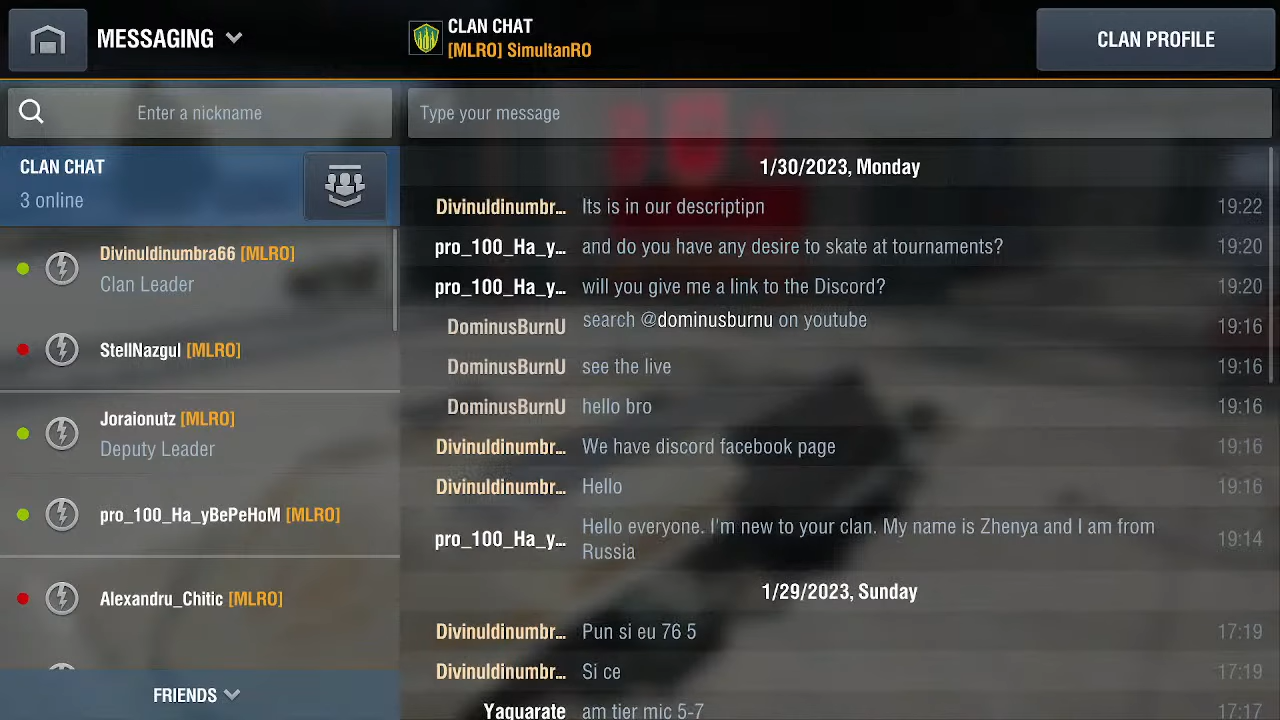 MESSAGING
CLAN CHAT
[MLRO] SimultanRO
CLAN PROFILE
Enter a nickname
Type your message
CLAN CHAT
3 online
Divinuldinumbra66 [MLRO]
Clan Leader
StellNazgul [MLRO]
Joraionutz [MLRO]
Deputy Leader
pro_100_Ha_yBePeHoM [MLRO]
Alexandru_Chitic [MLRO]
FRIENDS
1/30/2023, Monday
Divinuldinumbr... Its is in our descriptipn 19:22
pro_100_Ha_y... and do you have any desire to skate at tournaments? 19:20
pro_100_Ha_y... will you give me a link to the Discord? 19:20
DominusBurnU search @dominusburnu on youtube 19:16
DominusBurnU see the live 19:16
DominusBurnU hello bro 19:16
Divinuldinumbr... We have discord facebook page 19:16
Divinuldinumbr... Hello 19:16
pro_100_Ha_y... Hello everyone. I'm new to your clan. My name is Zhenya and I am from 19:14
Russia
1/29/2023, Sunday
Divinuldinumbr... Pun si eu 76 5 17:19
Divinuldinumbr... Si ce 17:19
Yaguarate am tier mic 5-7 17:17